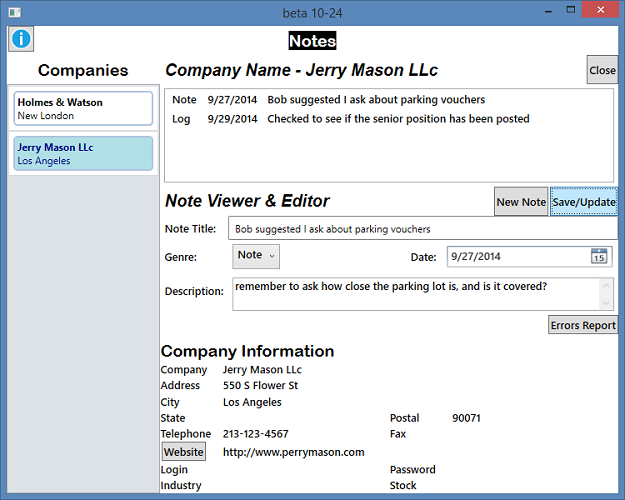 beta 10-24
Notes
Companies
Company Name - Jerry Mason LLc
Close
Holmes & Watson
New London
Jerry Mason LLc
Los Angeles
Note 9/27/2014 Bob suggested I ask about parking vouchers
Log 9/29/2014 Checked to see if the senior position has been posted
Note Viewer & Editor
New Note
Save/Update
Note Title: Bob suggested I ask about parking vouchers
Genre: Note Date: 9/27/2014 15
Description: remember to ask how close the parking lot is, and is it covered?
Errors Report
Company Information
Company Jerry Mason LLc
Address 550 S Flower St
City Los Angeles
State Postal 90071
Telephone 213-123-4567 Fax
Website http://www.perrymason.com
Login Password
Industry Stock